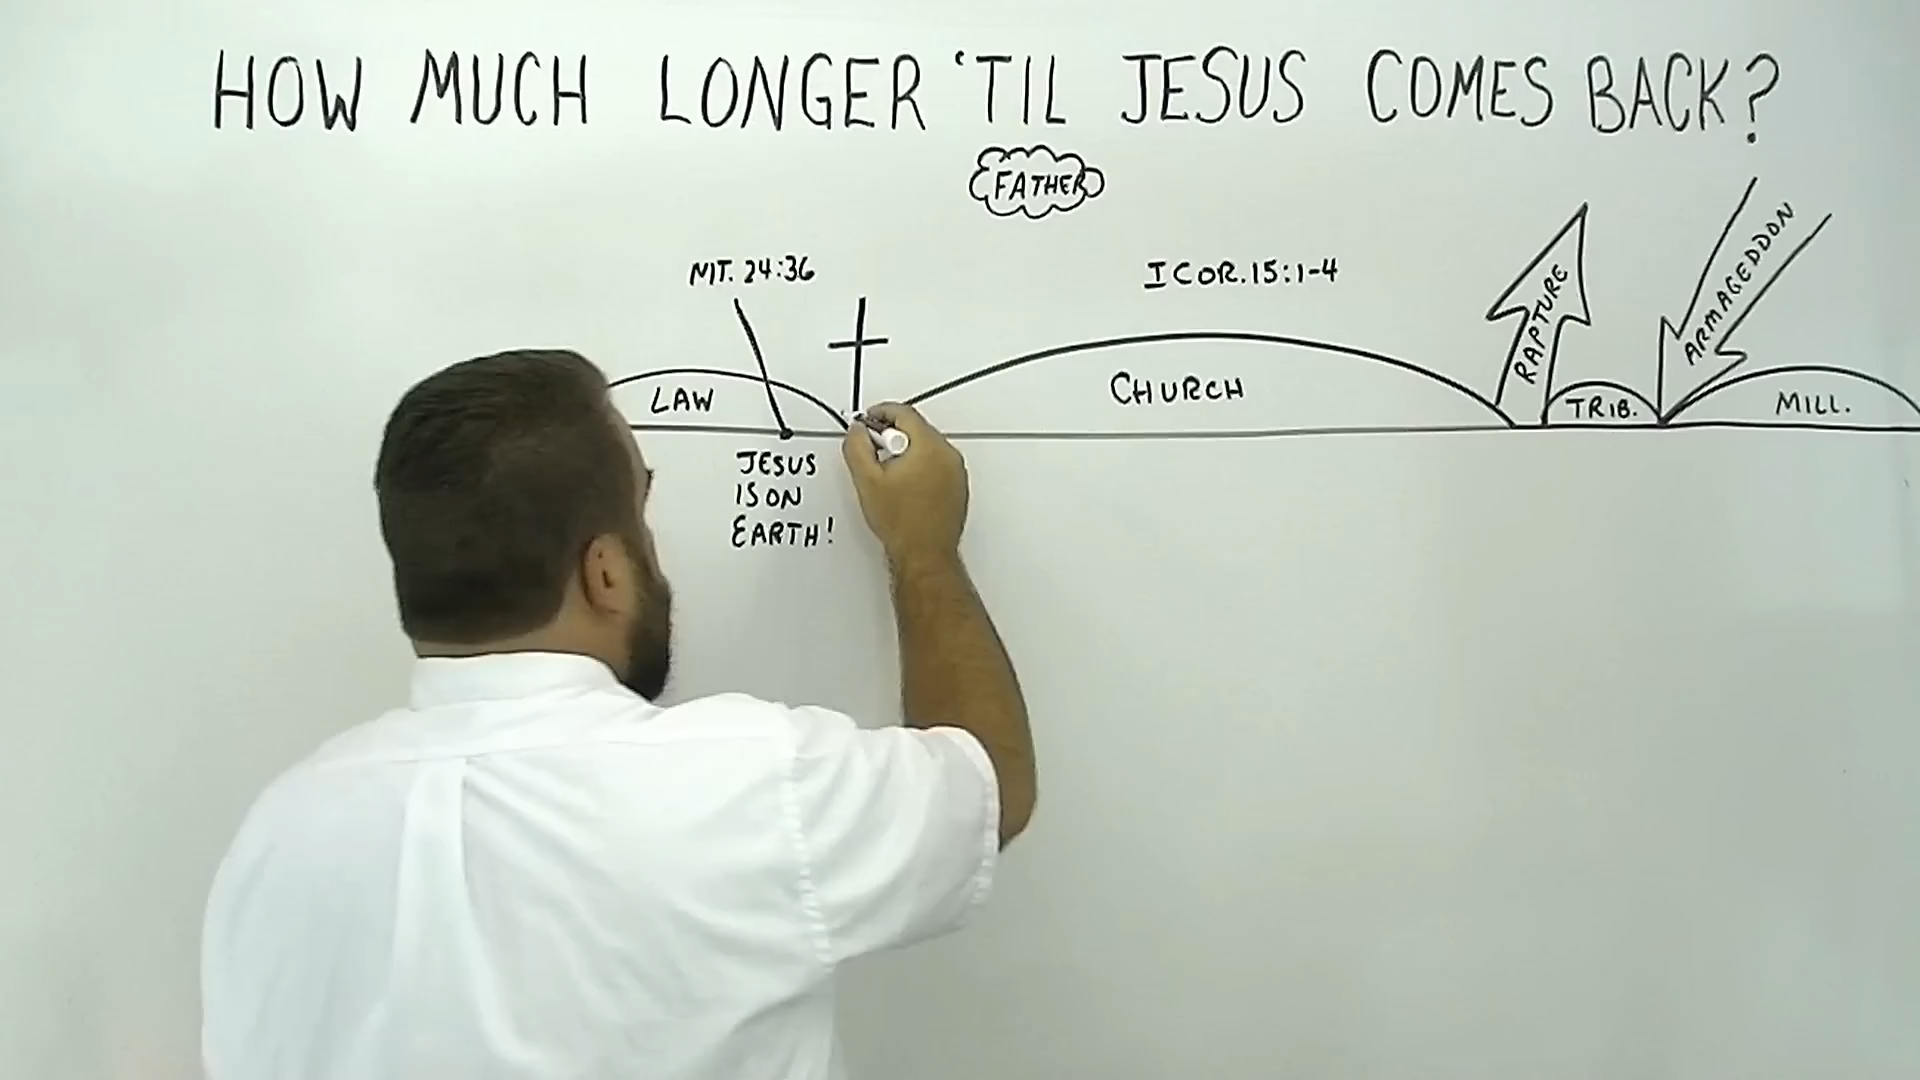 HOW MUCH LONGER 'TIL JESUS COMES BACK?
FATHER
MT. 24:36
I COR. 15:1-4
RAPTURE
ARMAGEDDON
LAW
CHURCH
TRIB.
MILL.
JESUS
IS ON
EARTH!